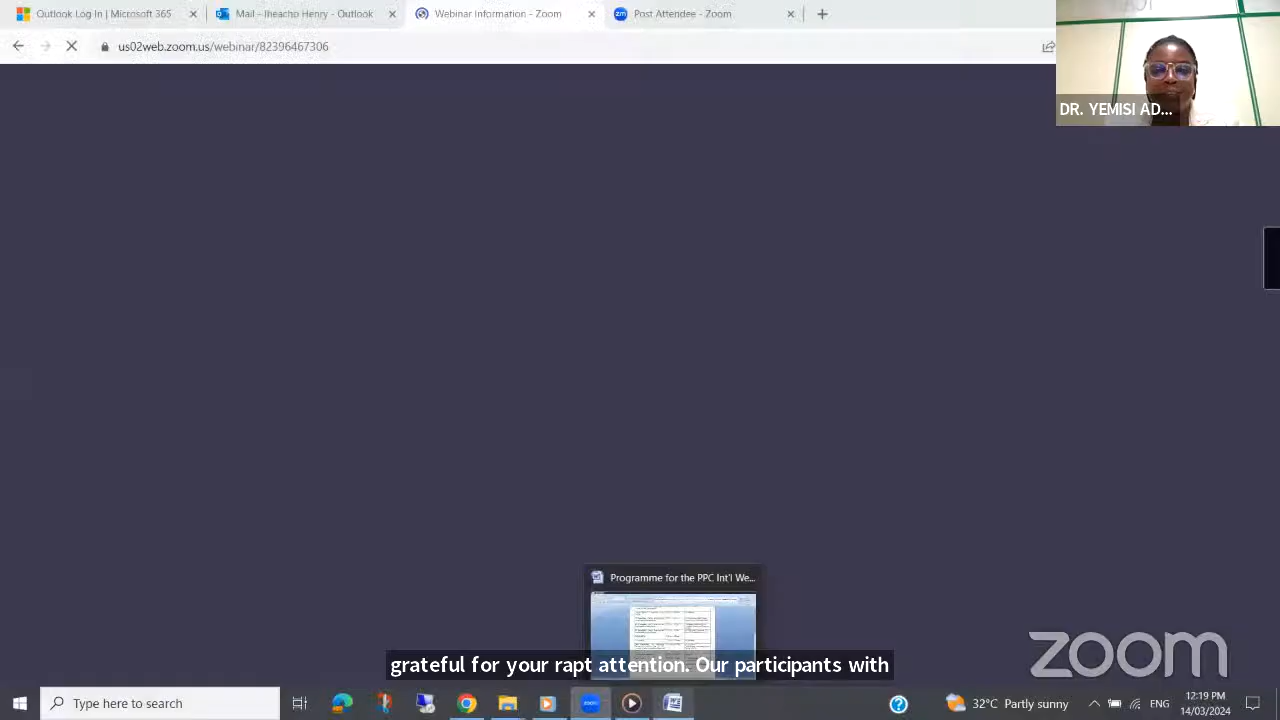 Outlook Log In | Microsoft 365
Mail - Iheacho Henry - Outlook
Webinar Information - Zoom
zm
Post Attendee - Zoom
us02web.zoom.us/webinar/82396467306
DR. YEMISI AD...
Programme for the PPC Int'l We...
grateful for your rapt attention. Our participants with
zoom
Type here to search
zoom
32°C Partly sunny
ENG
12:19 PM
14/03/2024